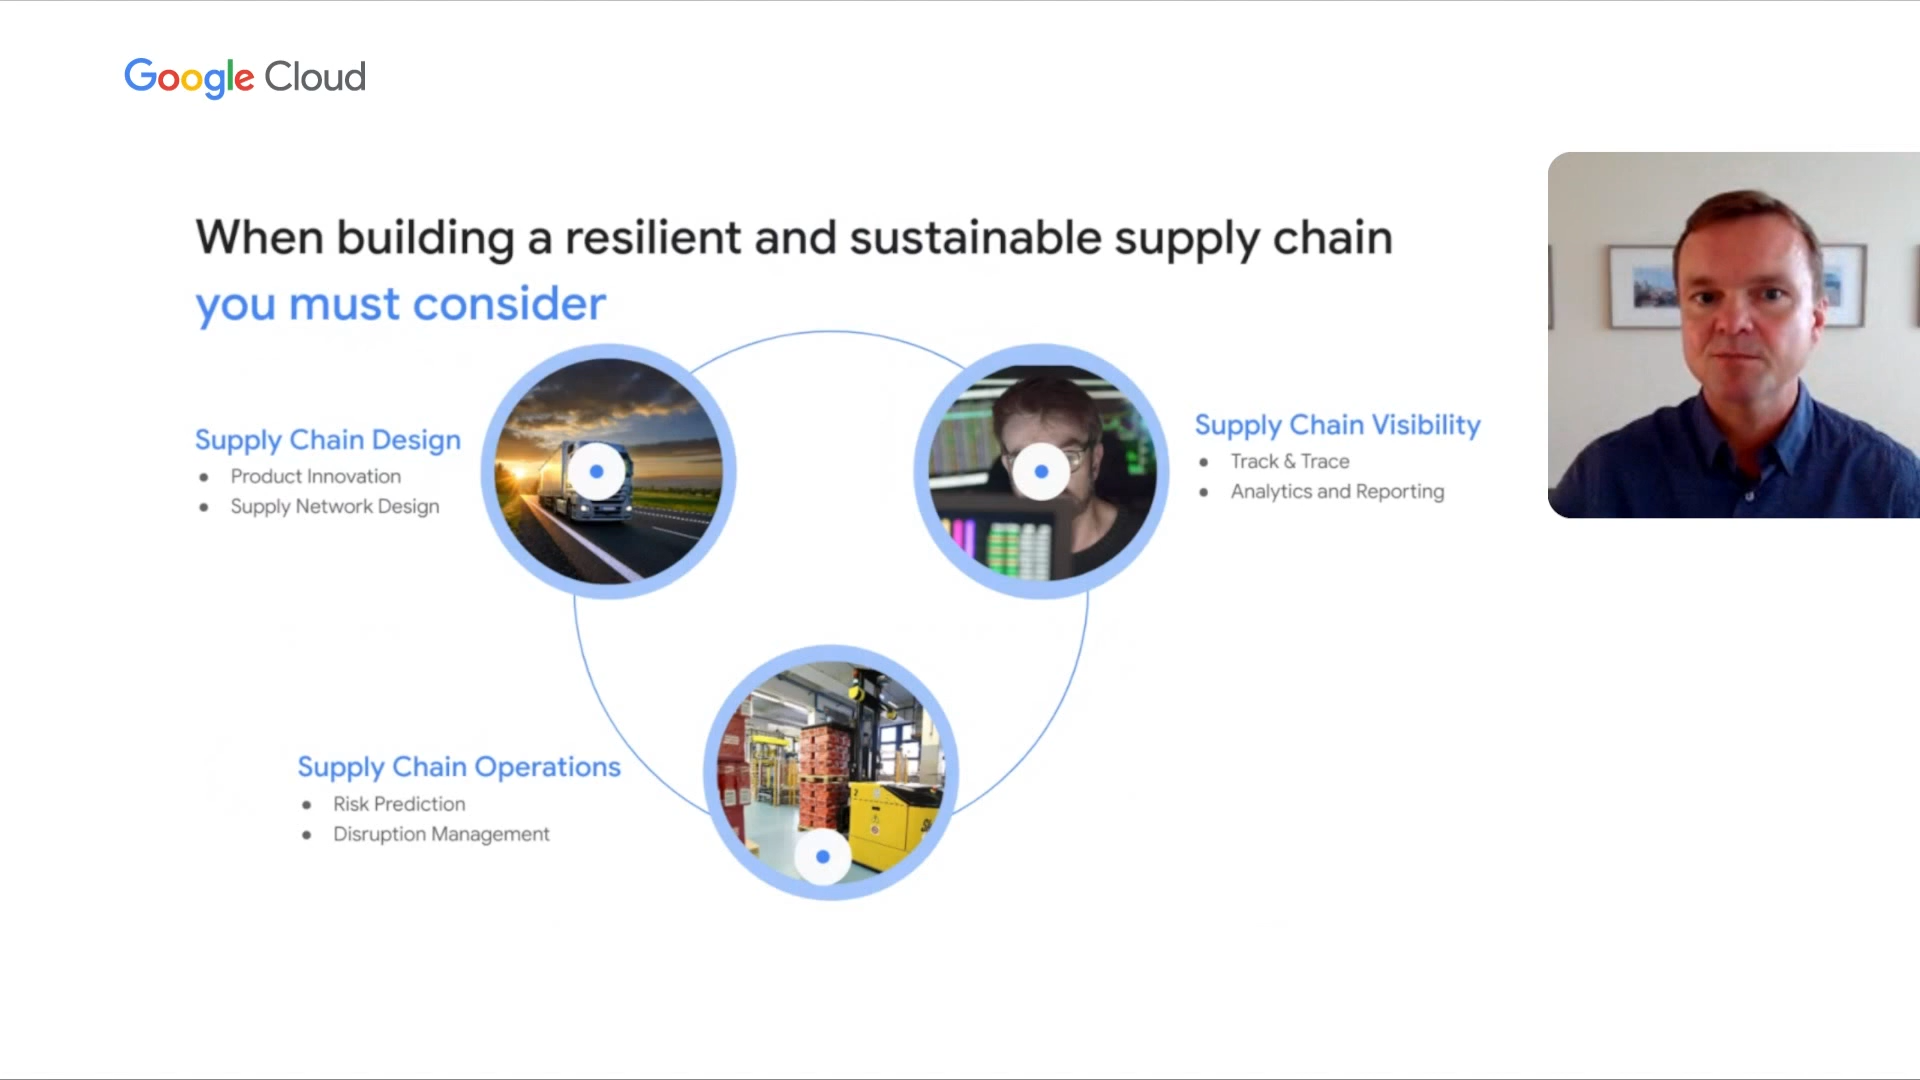 Google Cloud
When building a resilient and sustainable supply chain
you must consider
Supply Chain Design
● Product Innovation
● Supply Network Design
Supply Chain Visibility
● Track & Trace
● Analytics and Reporting
Supply Chain Operations
● Risk Prediction
● Disruption Management